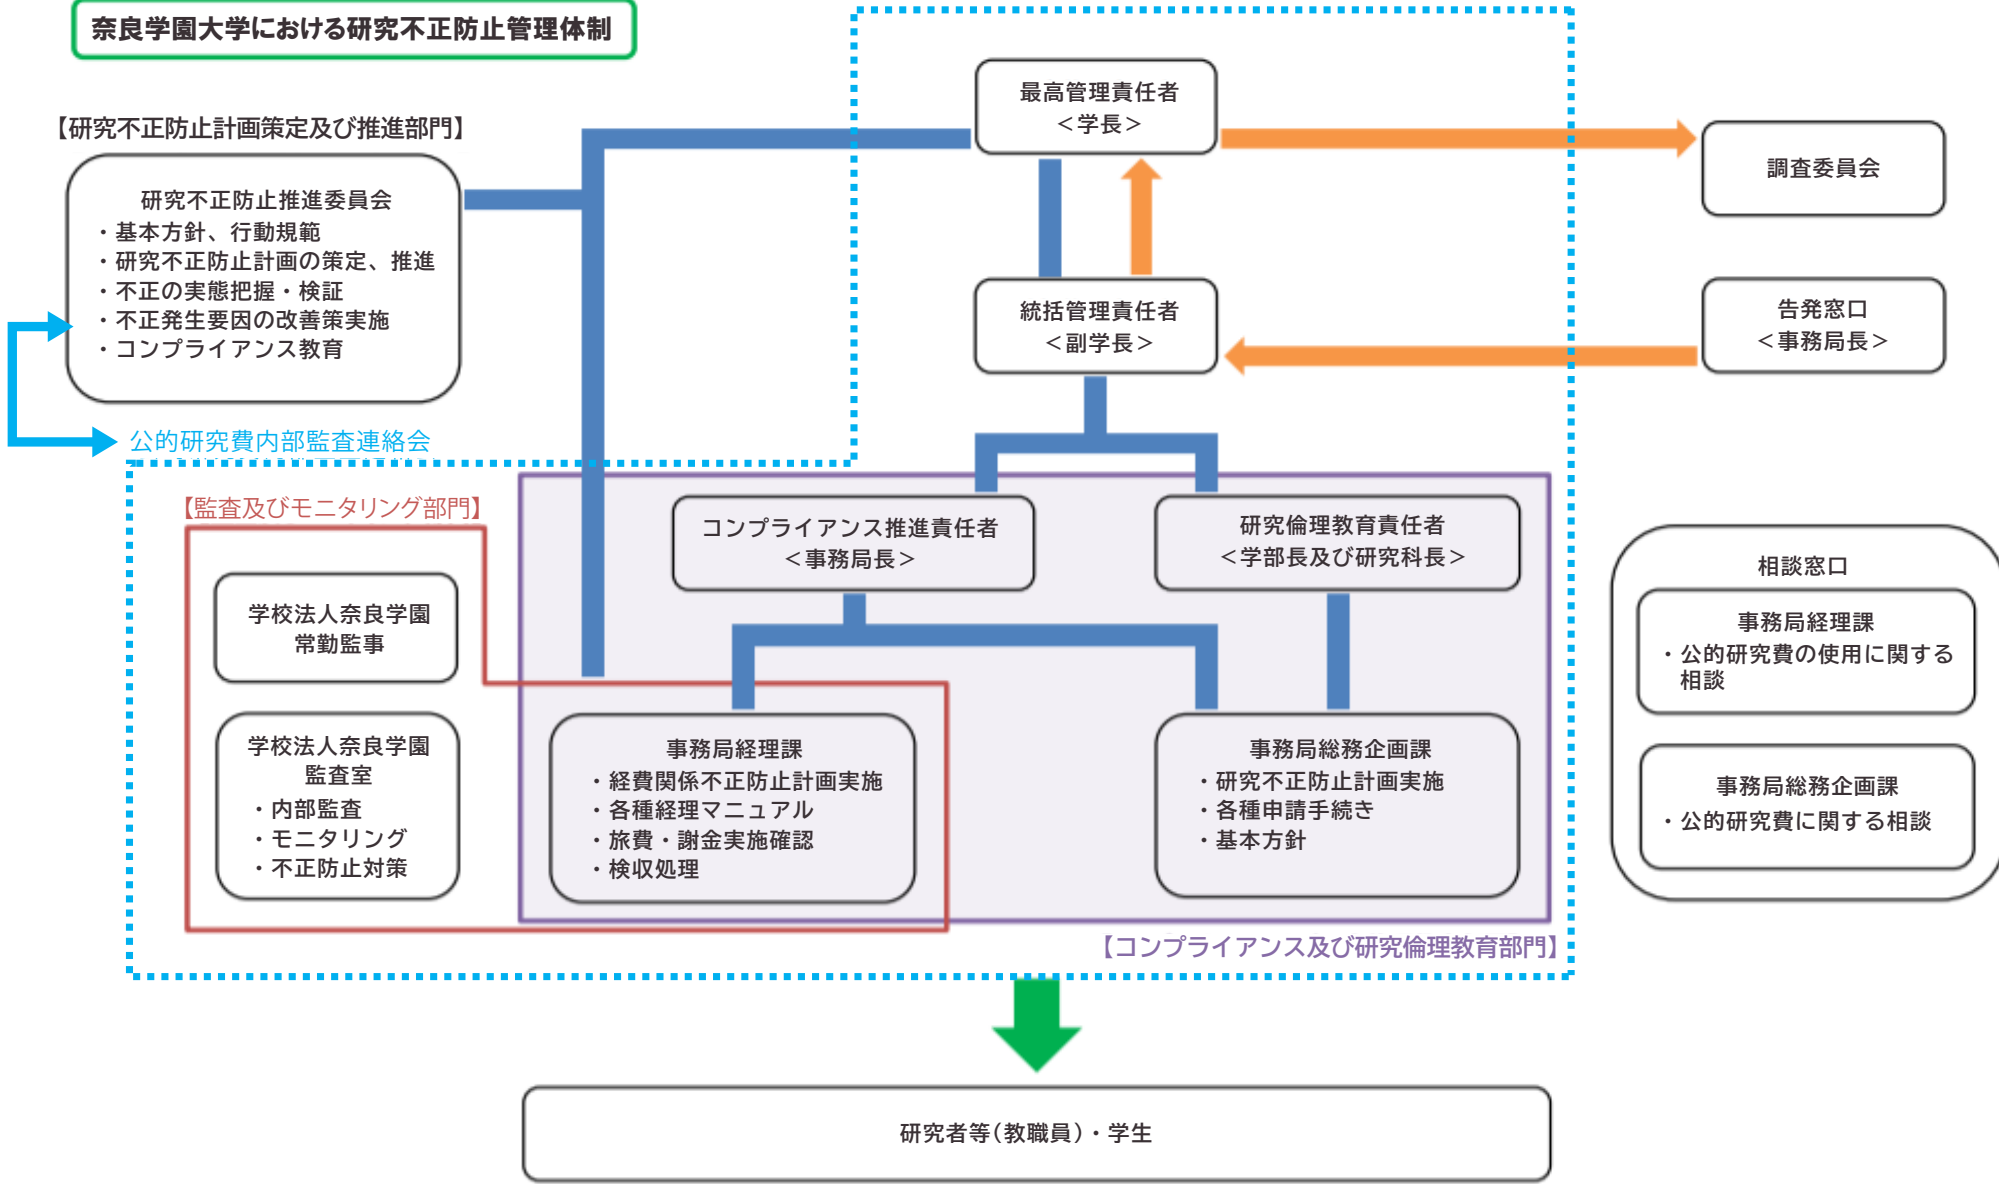 奈良学園大学における研究不正防止管理体制
【研究不正防止計画策定及び推進部門】
研究不正防止推進委員会
・基本方針、行動規範
・研究不正防止計画の策定、推進
・不正の実態把握・検証
・不正発生要因の改善策実施
・コンプライアンス教育
最高管理責任者
＜学長＞
調査委員会
統括管理責任者
＜副学長＞
告発窓口
＜事務局長＞
公的研究費内部監査連絡会
【監査及びモニタリング部門】
学校法人奈良学園
常勤監事
学校法人奈良学園
監査室
・内部監査
・モニタリング
・不正防止対策
コンプライアンス推進責任者
＜事務局長＞
研究倫理教育責任者
＜学部長及び研究科長＞
事務局経理課
・経費関係不正防止計画実施
・各種経理マニュアル
・旅費・謝金実施確認
・検収処理
事務局総務企画課
・研究不正防止計画実施
・各種申請手続き
・基本方針
【コンプライアンス及び研究倫理教育部門】
相談窓口
事務局経理課
・公的研究費の使用に関する
相談
事務局総務企画課
・公的研究費に関する相談
研究者等（教職員）・学生